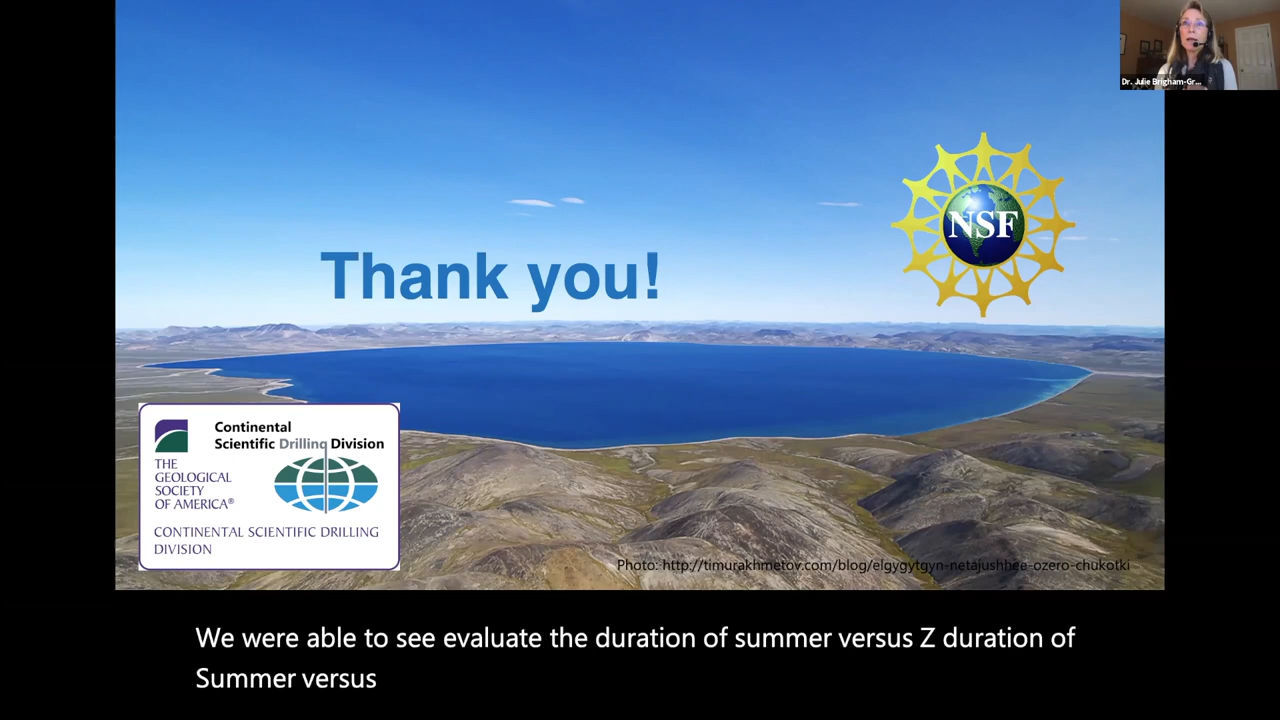 Dr. Julie Brigham-Gr...
NSF
Thank you!
Continental
Scientific Drilling Division
THE
GEOLOGICAL
SOCIETY
OF AMERICA®
CONTINENTAL SCIENTIFIC DRILLING
DIVISION
Photo: http://timurakhmetov.com/blog/elgygytgyn-netajushhee-ozero-chukotki
We were able to see evaluate the duration of summer versus Z duration of
Summer versus